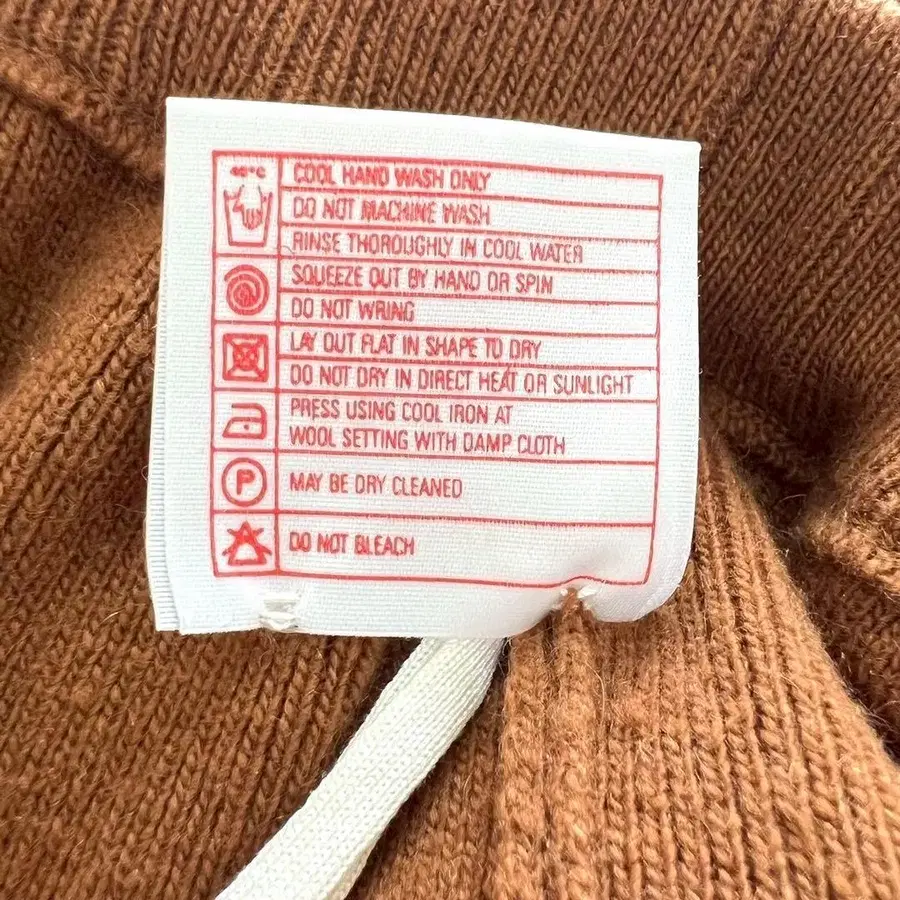 COOL HAND WASH ONLY
DO NOT MACHINE WASH
RINSE THOROUGHLY IN COOL WATER
SQUEEZE OUT BY HAND OR SPIN
DO NOT WRING
LAY OUT FLAT IN SHAPE TO DRY
DO NOT DRY IN DIRECT HEAT OR SUNLIGHT
PRESS USING COOL IRON AT
WOOL SETTING WITH DAMP CLOTH
P
MAY BE DRY CLEANED
DO NOT BLEACH